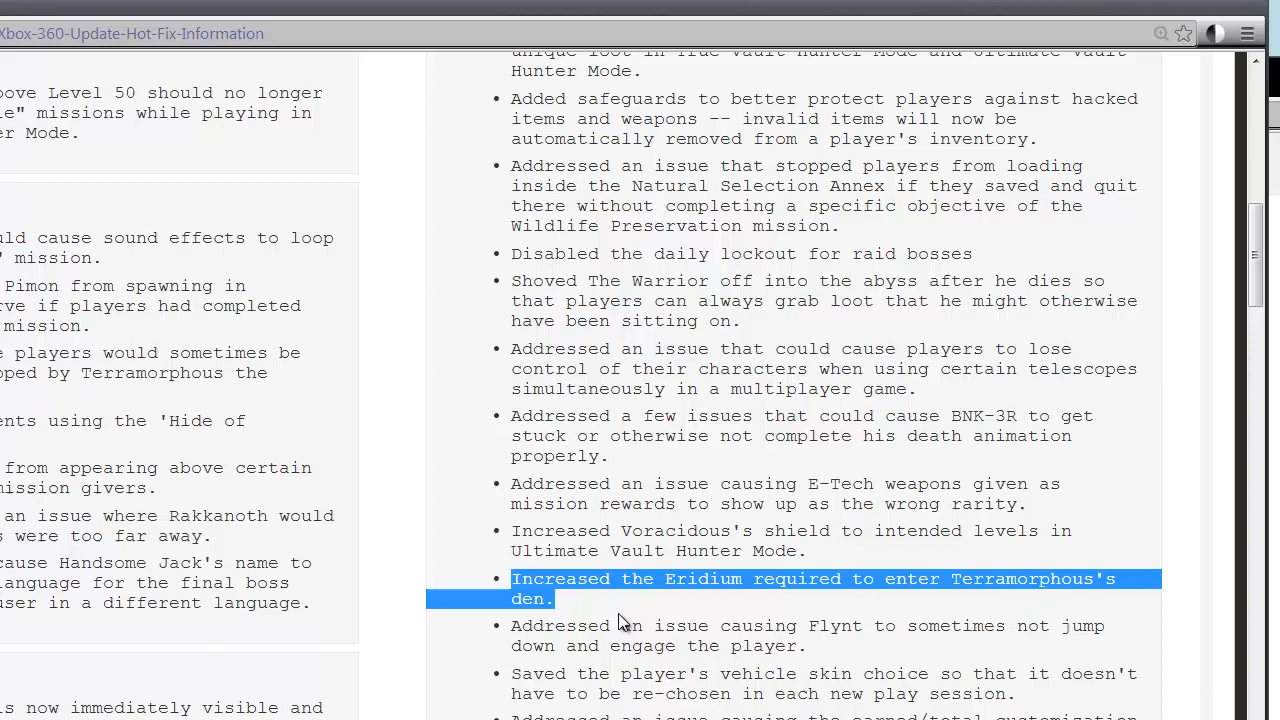 Xbox-360-Update-Hot-Fix-Information
ove Level 50 should no longer
le" missions while playing in
er Mode.
uld cause sound effects to loop
' mission.
Pimon from spawning in
rve if players had completed
mission.
e players would sometimes be
pped by Terramorphous the
ents using the 'Hide of
from appearing above certain
mission givers.
an issue where Rakkanoth would
s were too far away.
cause Handsome Jack's name to
language for the final boss
user in a different language.
is now immediately visible and
unique loot in True Vault Hunter Mode and Ultimate Vault
Hunter Mode.
• Added safeguards to better protect players against hacked
items and weapons -- invalid items will now be
automatically removed from a player's inventory.
• Addressed an issue that stopped players from loading
inside the Natural Selection Annex if they saved and quit
there without completing a specific objective of the
Wildlife Preservation mission.
• Disabled the daily lockout for raid bosses
• Shoved The Warrior off into the abyss after he dies so
that players can always grab loot that he might otherwise
have been sitting on.
• Addressed an issue that could cause players to lose
control of their characters when using certain telescopes
simultaneously in a multiplayer game.
• Addressed a few issues that could cause BNK-3R to get
stuck or otherwise not complete his death animation
properly.
• Addressed an issue causing E-Tech weapons given as
mission rewards to show up as the wrong rarity.
• Increased Voracidous's shield to intended levels in
Ultimate Vault Hunter Mode.
• Increased the Eridium required to enter Terramorphous's
den.
• Addressed an issue causing Flynt to sometimes not jump
down and engage the player.
• Saved the player's vehicle skin choice so that it doesn't
have to be re-chosen in each new play session.
• Addressed an issue causing the earned/total customization